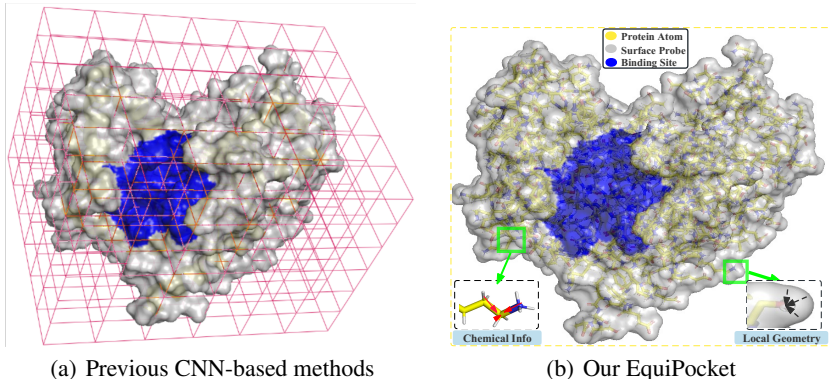 Protein Atom
Surface Probe
Binding Site
Chemical Info
Local Geometry
(a) Previous CNN-based methods
(b) Our EquiPocket